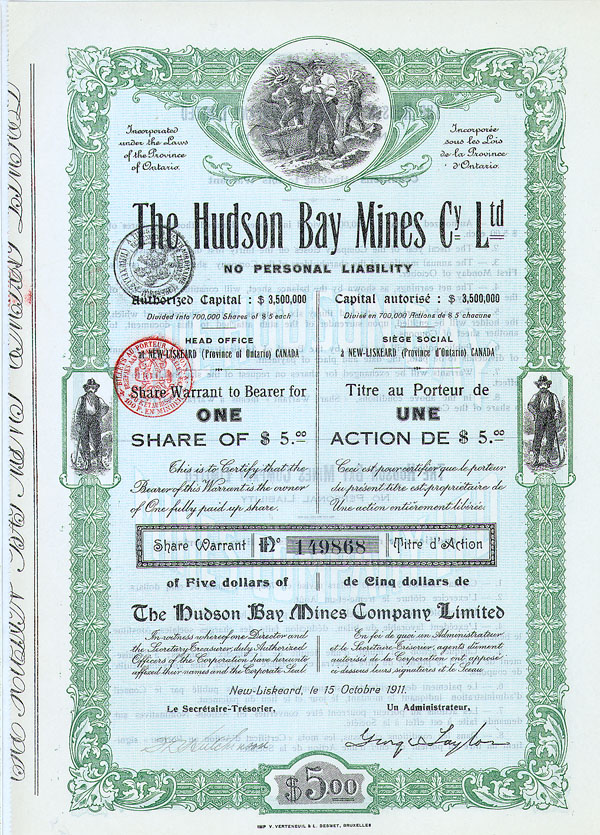 Incorporated
under the Laws
of the Province
of Ontario.
Incorporée
sous les Lois
de la Province
d'Ontario.
The Hudson Bay Mines Cy Ltd
NO PERSONAL LIABILITY
Authorized Capital : $ 3,500,000
Divided into 700,000 Shares of $ 5 each
HEAD OFFICE
at NEW-LISKEARD (Province of Ontario) CANADA
Share Warrant to Bearer for
ONE
SHARE OF $ 5.00
This is to Certify that the
Bearer of this Warrant is the owner
of One fully paid up share.
Capital autorisé : $ 3,500,000
Divisé en 700,000 Actions de $ 5 chacune
SIÈGE SOCIAL
à NEW-LISKEARD (Province d'Ontario) CANADA
Titre au Porteur de
UNE
ACTION DE $ 5.00
Ceci est pour certifier que le porteur
du présent titre est propriétaire de
Une action entièrement libérée.
Share Warrant No 149868 Titre d'Action
of Five dollars of
de Cinq dollars de
The Hudson Bay Mines Company Limited
In witness whereof one Director and
the Secretary Treasurer, duly Authorized
Officers of the Corporation have hereunto
affixed their names and the Corporate Seal
En foi de quoi un Administrateur
et le Secrétaire-Trésorier, agents dûment
autorisés de la Corporation ont apposé
ci-dessous leurs signatures et le Sceau
New-Liskeard, le 15 Octobre 1911.
Le Secrétaire-Trésorier,
Un Administrateur,
George Taylor
$5.00
IMP V. VERTENEUIL & L. DESMET, BRUXELLES